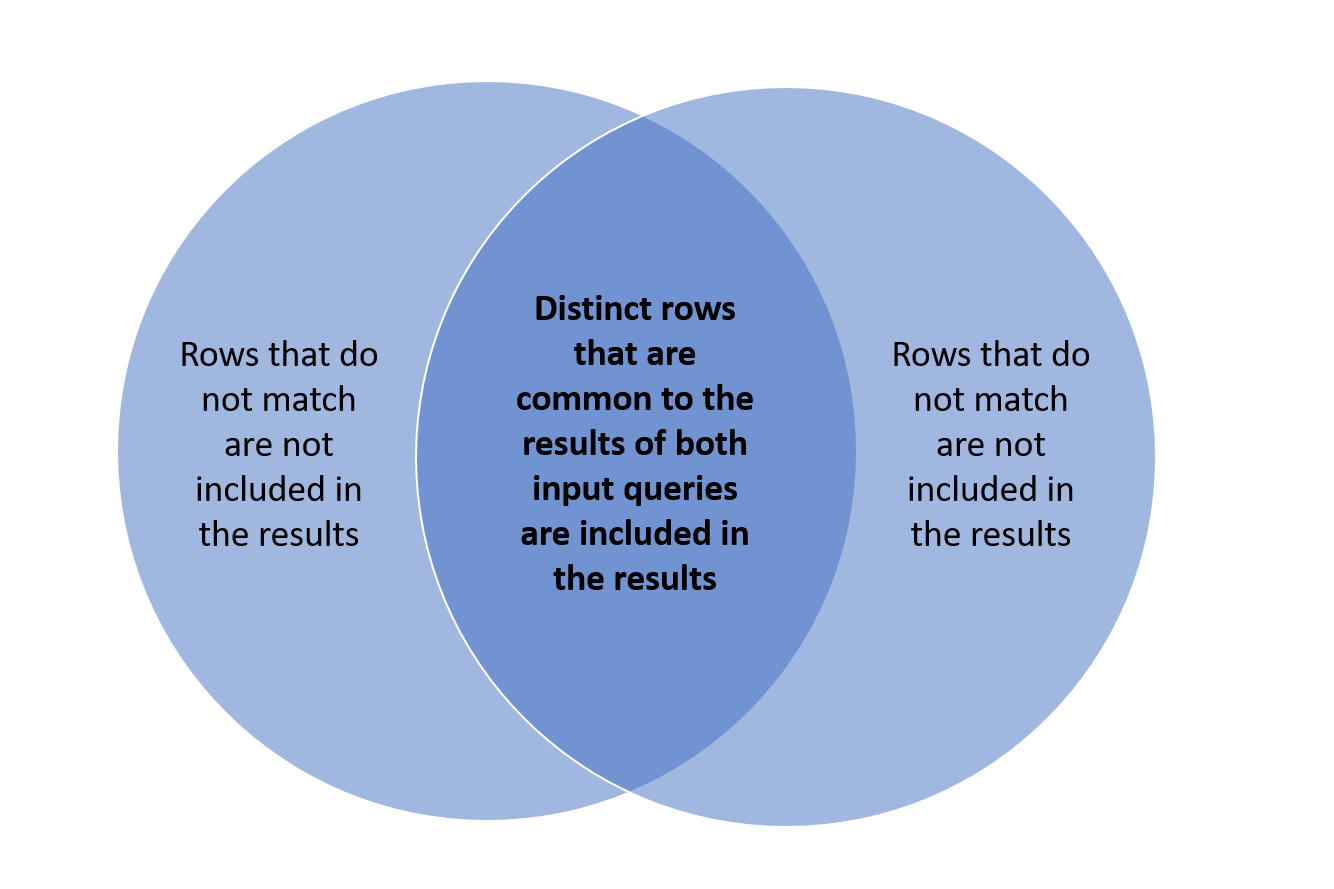 Rows that do
not match
are not
included in
the results
Distinct rows
that are
common to the
results of both
input queries
are included in
the results
Rows that do
not match
are not
included in
the results